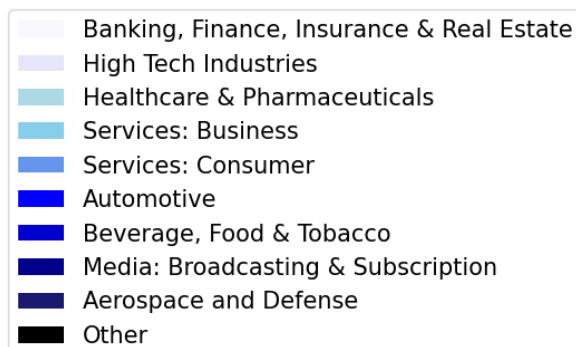 Banking, Finance, Insurance & Real Estate
High Tech Industries
Healthcare & Pharmaceuticals
Services: Business
Services: Consumer
Automotive
Beverage, Food & Tobacco
Media: Broadcasting & Subscription
Aerospace and Defense
Other